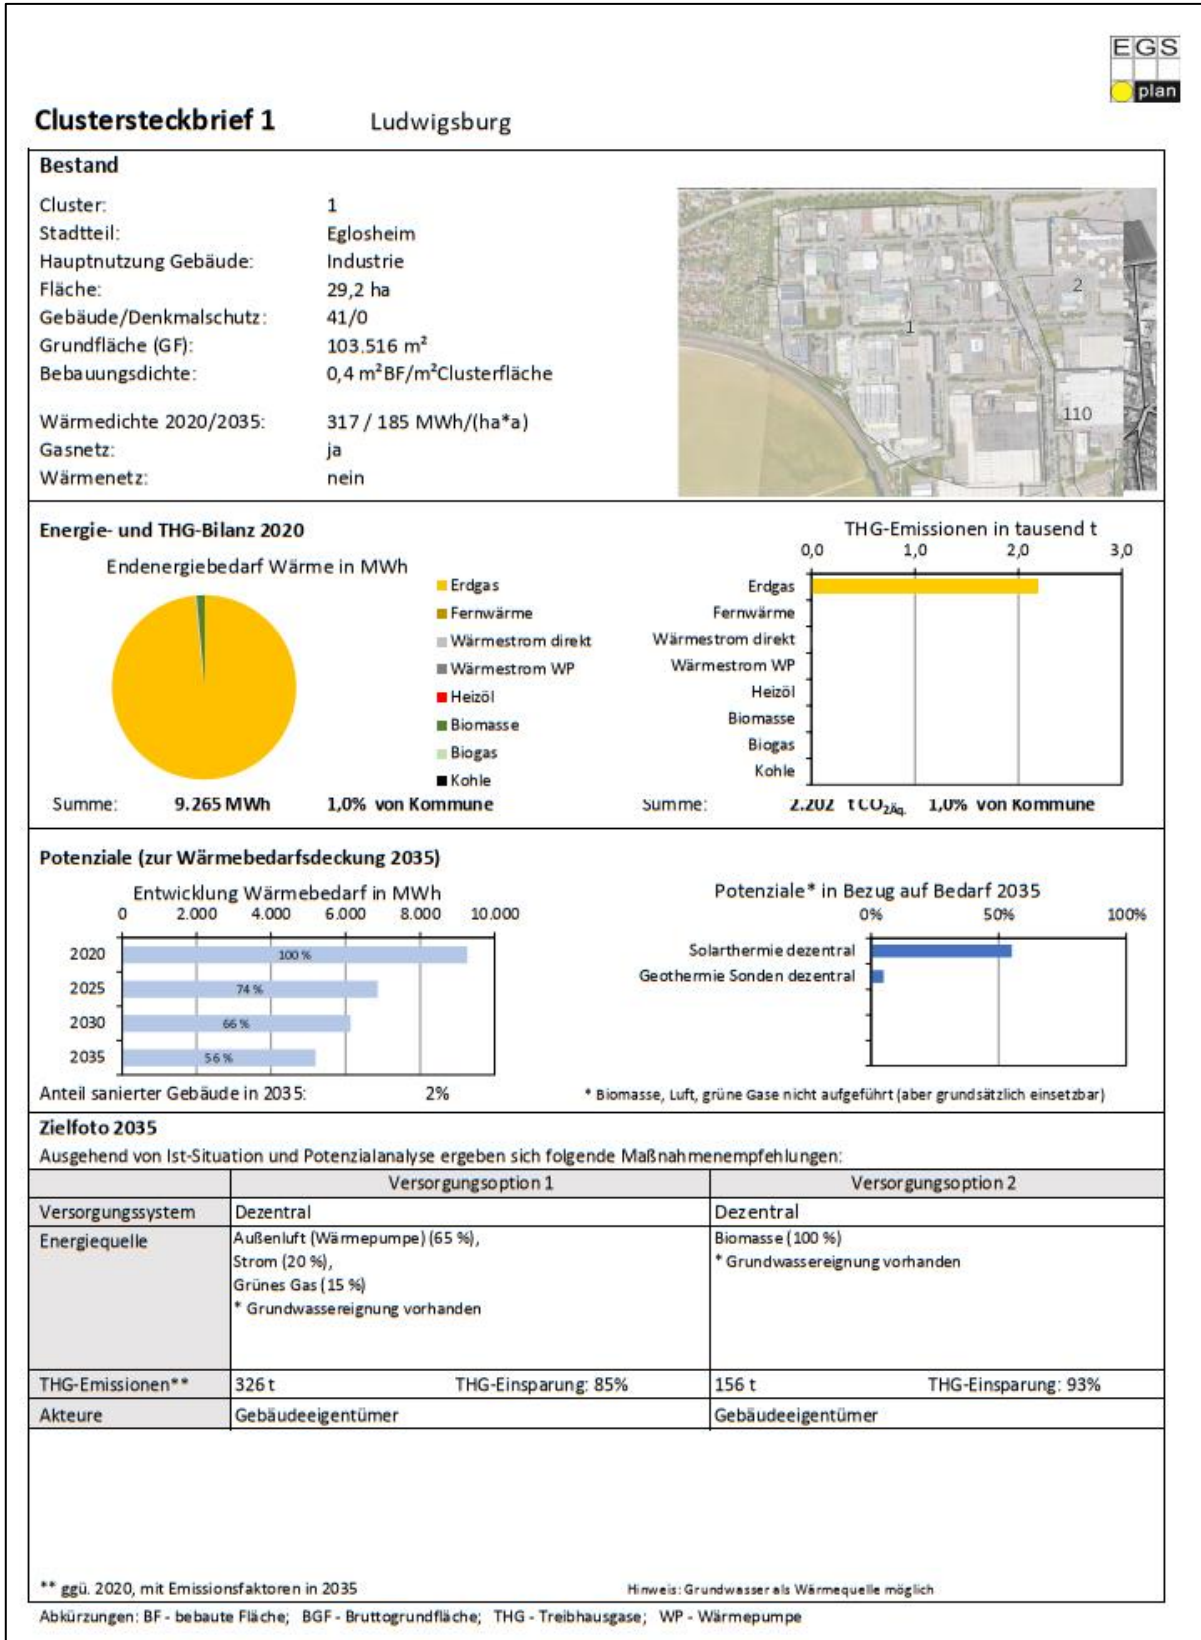 EGS
plan
Clustersteckbrief 1 Ludwigsburg
Bestand
Cluster: 1
Stadtteil: Eglosheim
Hauptnutzung Gebäude: Industrie
Fläche: 29,2 ha
Gebäude/Denkmalschutz: 41/0
Grundfläche (GF): 103.516 m²
Bebauungsdichte: 0,4 m²BF/m²Clusterfläche
Wärmedichte 2020/2035: 317 / 185 MWh/(ha*a)
Gasnetz: ja
Wärmenetz: nein
1
2
110
Energie- und THG-Bilanz 2020
Endenergiebedarf Wärme in MWh
Erdgas
Fernwärme
Wärmestrom direkt
Wärmestrom WP
Heizöl
Biomasse
Biogas
Kohle
Summe: 9.265 MWh 1,0% von Kommune
THG-Emissionen in tausend t
0,0 1,0 2,0 3,0
Erdgas
Fernwärme
Wärmestrom direkt
Wärmestrom WP
Heizöl
Biomasse
Biogas
Kohle
Summe: 2.202 t CO2Äq. 1,0% von Kommune
Potenziale (zur Wärmebedarfsdeckung 2035)
Entwicklung Wärmebedarf in MWh
0 2.000 4.000 6.000 8.000 10.000
2020 100 %
2025 74 %
2030 66 %
2035 56 %
Anteil sanierter Gebäude in 2035: 2%
Potenziale* in Bezug auf Bedarf 2035
0% 50% 100%
Solarthermie dezentral
Geothermie Sonden dezentral
* Biomasse, Luft, grüne Gase nicht aufgeführt (aber grundsätzlich einsetzbar)
Zielfoto 2035
Ausgehend von Ist-Situation und Potenzialanalyse ergeben sich folgende Maßnahmenempfehlungen:
Versorgungsoption 1 Versorgungsoption 2
Versorgungssystem Dezentral Dezentral
Energiequelle Außenluft (Wärmepumpe) (65 %), Biomasse (100 %)
Strom (20 %), * Grundwassereignung vorhanden
Grünes Gas (15 %)
* Grundwassereignung vorhanden
THG-Emissionen** 326 t THG-Einsparung: 85% 156 t THG-Einsparung: 93%
Akteure Gebäudeeigentümer Gebäudeeigentümer
** ggü. 2020, mit Emissionsfaktoren in 2035 Hinweis: Grundwasser als Wärmequelle möglich
Abkürzungen: BF - bebaute Fläche; BGF - Bruttogrundfläche; THG - Treibhausgase; WP - Wärmepumpe